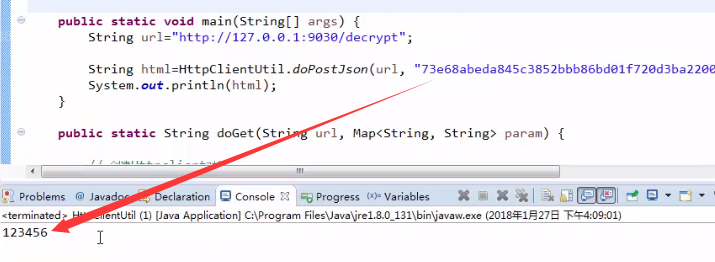 public static void main(String[] args) {
String url="http://127.0.0.1:9030/decrypt";
String html=HttpClientUtil.doPostJson(url, "73e68abeda845c3852bbb86bd01f720d3ba2200
System.out.println(html);
}
public static String doGet(String url, Map<String, String> param) {
Problems @ Javadoc Declaration Console Progress (x)= Variables
<terminated> HttpClientUtil (1) [Java Application] C:\Program Files\Java\jre1.8.0_131\bin\javaw.exe (2018年1月27日 下午4:09:01)
123456